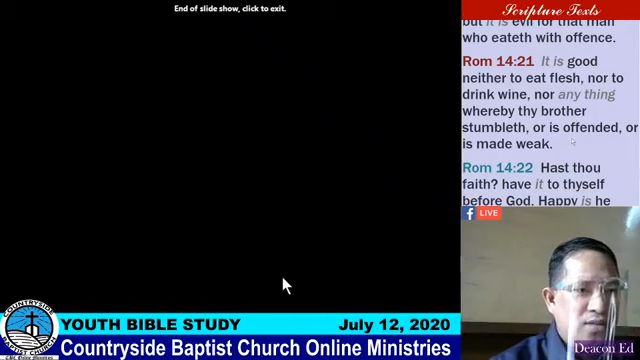 End of slide show, click to exit.
Scripture Texts
but it is evil for that man
who eateth with offence.
Rom 14:21 It is good
neither to eat flesh, nor to
drink wine, nor any thing
whereby thy brother
stumbleth, or is offended, or
is made weak.
Rom 14:22 Hast thou
faith? have it to thyself
before God. Happy is he
f LIVE
Deacon Ed
COUNTRYSIDE
BAPTIST CHURCH
YOUTH BIBLE STUDY July 12, 2020
Countryside Baptist Church Online Ministries